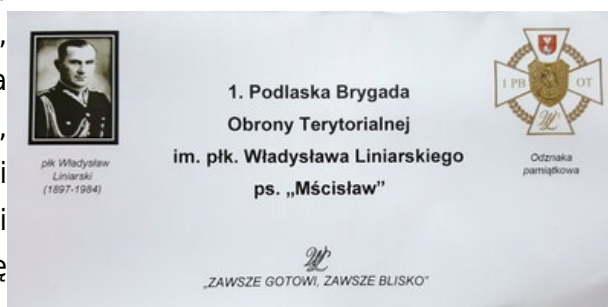 ,
a
,
i
i
ę
płk Władysław
Liniarski
(1897-1984)
1. Podlaska Brygada
Obrony Terytorialnej
im. płk. Władysława Liniarskiego
ps. „Mścisław”
1 PB OT
Odznaka
pamiątkowa
„ZAWSZE GOTOWI, ZAWSZE BLISKO”